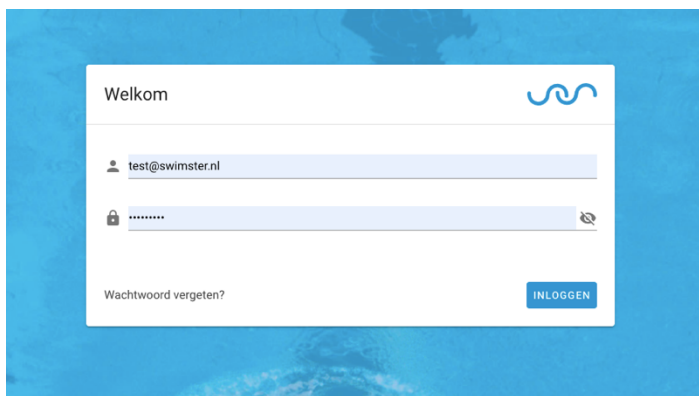 Welkom
test@swimster.nl
•••••••••
Wachtwoord vergeten?
INLOGGEN